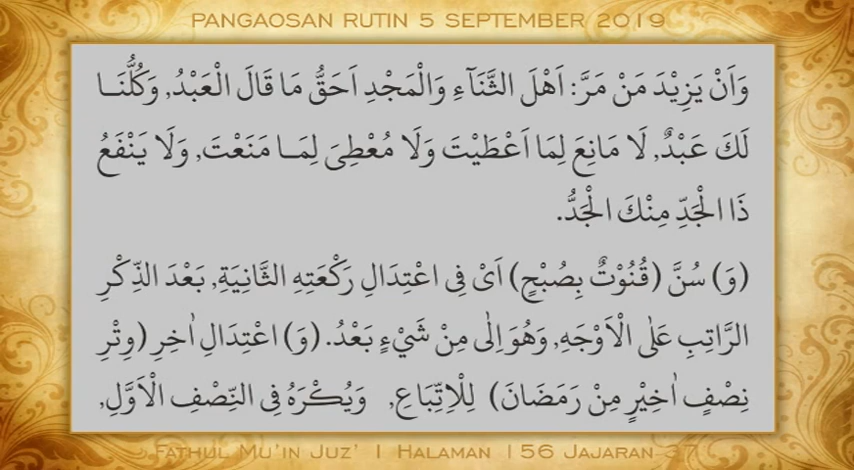 PANGAOSAN RUTIN 5 SEPTEMBER 2019
وَاَنْ يَزِيْدَ مَنْ مَرَّ: اَهْلَ الثَّنَآءِ وَالْمَجْدِ اَحَقُّ مَا قَالَ الْعَبْدُ, وَكُلُّنَا
لَكَ عَبْدٌ, لَا مَانِعَ لِمَا اَعْطَيْتَ وَلَا مُعْطِىَ لِمَا مَنَعْتَ, وَلَا يَنْفَعُ
ذَا الْجَدِّ مِنْكَ الْجَدُّ.
(وَ) سُنَّ (قُنُوْتٌ بِصُبْحٍ) اَىْ فِى اعْتِدَالِ رَكْعَتِهِ الثَّانِيَةِ, بَعْدَ الذِّكْرِ
الرَّاتِبِ عَلٰى الْاَوْجَهِ, وَهُوَ اِلٰى مِنْ شَيْءٍ بَعْدُ. (وَ) اعْتِدَالِ اٰخِرِ (وِتْرِ
نِصْفٍ اٰخِيْرٍ مِنْ رَمَضَانَ) لِلْاِتِّبَاعِ, وَيُكْرَهُ فِى النِّصْفِ الْاَوَّلِ,
FATHUL MU'IN JUZ' I HALAMAN 156 JAJARAN 37